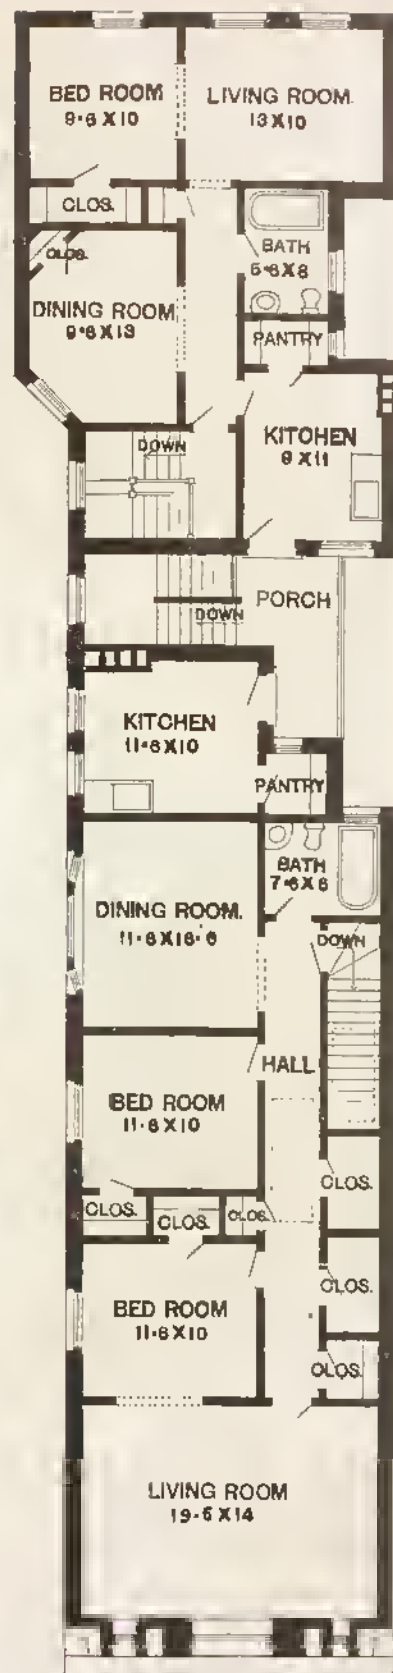 BED ROOM
9-6 X 10
LIVING ROOM.
13 X 10
CLOS.
CLOS.
BATH
5-6 X 8
DINING ROOM
9-6 X 13
PANTRY
KITCHEN
9 X 11
DOWN
DOWN
PORCH
KITCHEN
11-6 X 10
PANTRY
BATH
7-6 X 6
DINING ROOM.
11-6 X 16-6
DOWN
HALL
BED ROOM
11-6 X 10
CLOS.
CLOS.
CLOS.
CLOS.
CLOS.
BED ROOM
11-6 X 10
CLOS.
LIVING ROOM
19-6 X 14